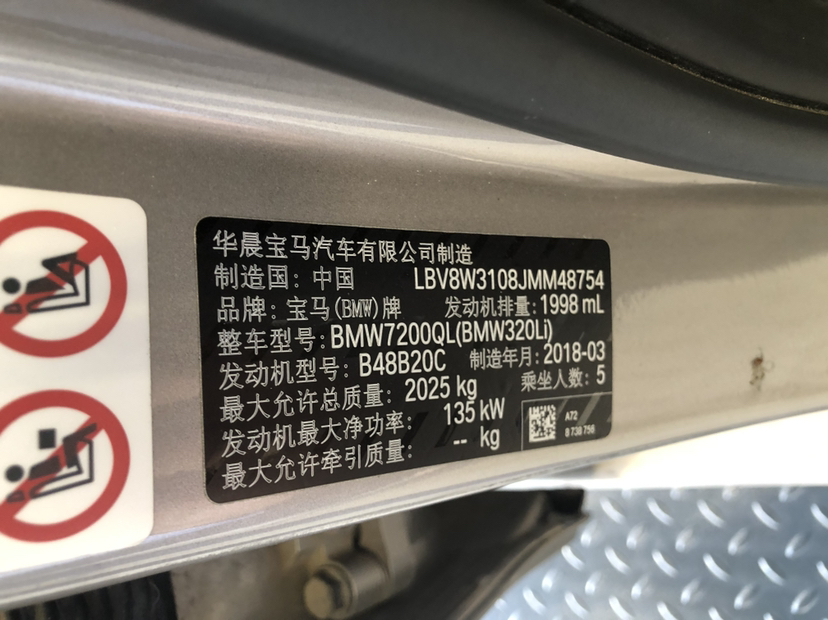 华晨宝马汽车有限公司制造
制造国: 中国 LBV8W3108JMM48754
品牌: 宝马(BMW)牌 发动机排量: 1998 mL
整车型号: BMW7200QL(BMW320Li)
发动机型号: B48B20C 制造年月: 2018-03
最大允许总质量: 2025 kg 乘坐人数: 5
发动机最大净功率: 135 kW
最大允许牵引质量: -- kg
A72
8 738 756